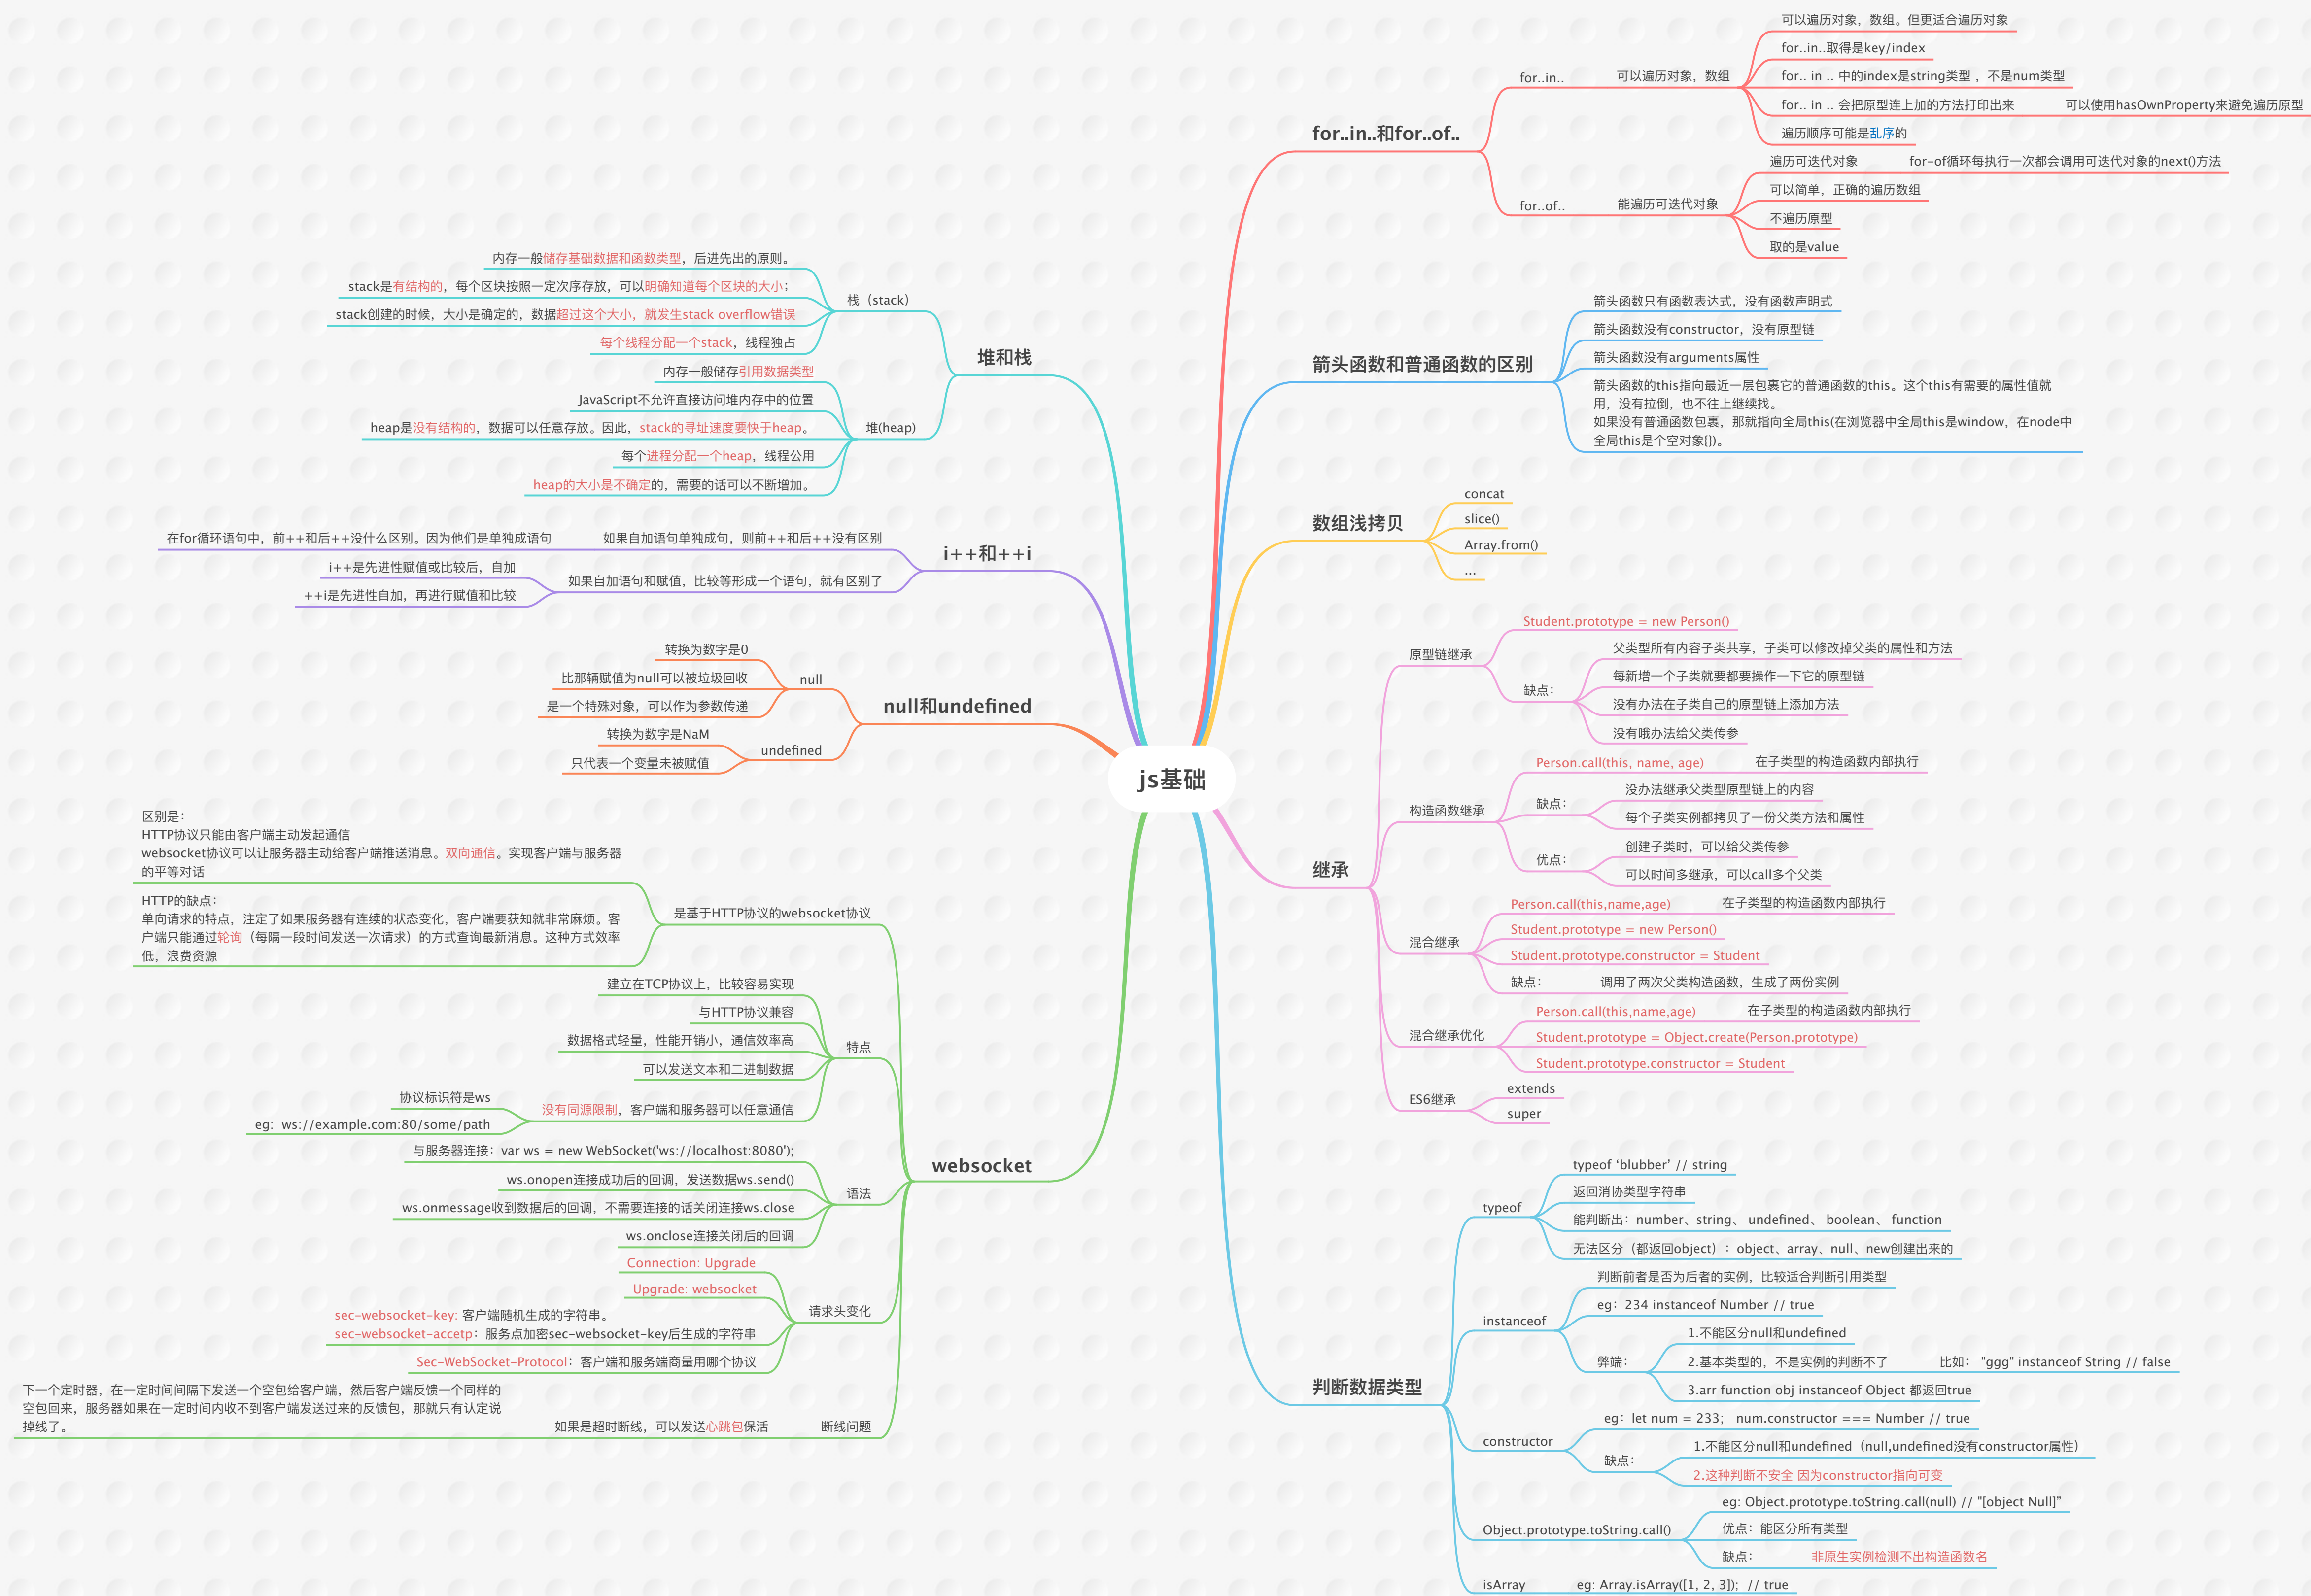 js基础
for..in..和for..of..
for..in..
可以遍历对象，数组
可以遍历对象，数组。但更适合遍历对象
for..in..取得是key/index
for.. in .. 中的index是string类型 ，不是num类型
for.. in .. 会把原型连上加的方法打印出来
可以使用hasOwnProperty来避免遍历原型
遍历顺序可能是乱序的
for..of..
能遍历可迭代对象
遍历可迭代对象
for-of循环每执行一次都会调用可迭代对象的next()方法
可以简单，正确的遍历数组
不遍历原型
取的是value
箭头函数和普通函数的区别
箭头函数只有函数表达式，没有函数声明式
箭头函数没有constructor，没有原型链
箭头函数没有arguments属性
箭头函数的this指向最近一层包裹它的普通函数的this。这个this有需要的属性值就
用，没有拉倒，也不往上继续找。
如果没有普通函数包裹，那就指向全局this(在浏览器中全局this是window，在node中
全局this是个空对象{})。
数组浅拷贝
concat
slice()
Array.from()
...
继承
原型链继承
Student.prototype = new Person()
缺点：
父类型所有内容子类共享，子类可以修改掉父类的属性和方法
每新增一个子类就要都要操作一下它的原型链
没有办法在子类自己的原型链上添加方法
没有哦办法给父类传参
构造函数继承
Person.call(this, name, age)
在子类型的构造函数内部执行
缺点：
没办法继承父类型原型链上的内容
每个子类实例都拷贝了一份父类方法和属性
优点：
创建子类时，可以给父类传参
可以时间多继承，可以call多个父类
混合继承
Person.call(this,name,age)
在子类型的构造函数内部执行
Student.prototype = new Person()
Student.prototype.constructor = Student
缺点：
调用了两次父类构造函数，生成了两份实例
混合继承优化
Person.call(this,name,age)
在子类型的构造函数内部执行
Student.prototype = Object.create(Person.prototype)
Student.prototype.constructor = Student
ES6继承
extends
super
判断数据类型
typeof
typeof ‘blubber’ // string
返回消协类型字符串
能判断出：number、string、 undefined、 boolean、 function
无法区分（都返回object）：object、array、null、new创建出来的
instanceof
判断前者是否为后者的实例，比较适合判断引用类型
eg：234 instanceof Number // true
弊端：
1.不能区分null和undefined
2.基本类型的，不是实例的判断不了
比如： "ggg" instanceof String // false
3.arr function obj instanceof Object 都返回true
constructor
eg：let num = 233; num.constructor === Number // true
缺点：
1.不能区分null和undefined（null,undefined没有constructor属性）
2.这种判断不安全 因为constructor指向可变
Object.prototype.toString.call()
eg: Object.prototype.toString.call(null) // "[object Null]”
优点：能区分所有类型
缺点：
非原生实例检测不出构造函数名
isArray
eg: Array.isArray([1, 2, 3]); // true
堆和栈
栈（stack）
内存一般储存基础数据和函数类型，后进先出的原则。
stack是有结构的，每个区块按照一定次序存放，可以明确知道每个区块的大小；
stack创建的时候，大小是确定的，数据超过这个大小，就发生stack overflow错误
每个线程分配一个stack，线程独占
堆(heap)
内存一般储存引用数据类型
JavaScript不允许直接访问堆内存中的位置
heap是没有结构的，数据可以任意存放。因此，stack的寻址速度要快于heap。
每个进程分配一个heap，线程公用
heap的大小是不确定的，需要的话可以不断增加。
i++和++i
如果自加语句单独成句，则前++和后++没有区别
在for循环语句中，前++和后++没什么区别。因为他们是单独成语句
如果自加语句和赋值，比较等形成一个语句，就有区别了
i++是先进性赋值或比较后，自加
++i是先进性自加，再进行赋值和比较
null和undefined
null
转换为数字是0
比那辆赋值为null可以被垃圾回收
是一个特殊对象，可以作为参数传递
undefined
转换为数字是NaM
只代表一个变量未被赋值
websocket
是基于HTTP协议的websocket协议
区别是：
HTTP协议只能由客户端主动发起通信
websocket协议可以让服务器主动给客户端推送消息。双向通信。实现客户端与服务器
的平等对话
HTTP的缺点：
单向请求的特点，注定了如果服务器有连续的状态变化，客户端要获知就非常麻烦。客
户端只能通过轮询（每隔一段时间发送一次请求）的方式查询最新消息。这种方式效率
低，浪费资源
特点
建立在TCP协议上，比较容易实现
与HTTP协议兼容
数据格式轻量，性能开销小，通信效率高
可以发送文本和二进制数据
没有同源限制，客户端和服务器可以任意通信
协议标识符是ws
eg：ws://example.com:80/some/path
语法
与服务器连接：var ws = new WebSocket('ws://localhost:8080');
ws.onopen连接成功后的回调，发送数据ws.send()
ws.onmessage收到数据后的回调，不需要连接的话关闭连接ws.close
ws.onclose连接关闭后的回调
请求头变化
Connection: Upgrade
Upgrade: websocket
sec-websocket-key: 客户端随机生成的字符串。
sec-websocket-accetp：服务点加密sec-websocket-key后生成的字符串
Sec-WebSocket-Protocol：客户端和服务端商量用哪个协议
断线问题
如果是超时断线，可以发送心跳包保活
下一个定时器，在一定时间间隔下发送一个空包给客户端，然后客户端反馈一个同样的
空包回来，服务器如果在一定时间内收不到客户端发送过来的反馈包，那就只有认定说
掉线了。